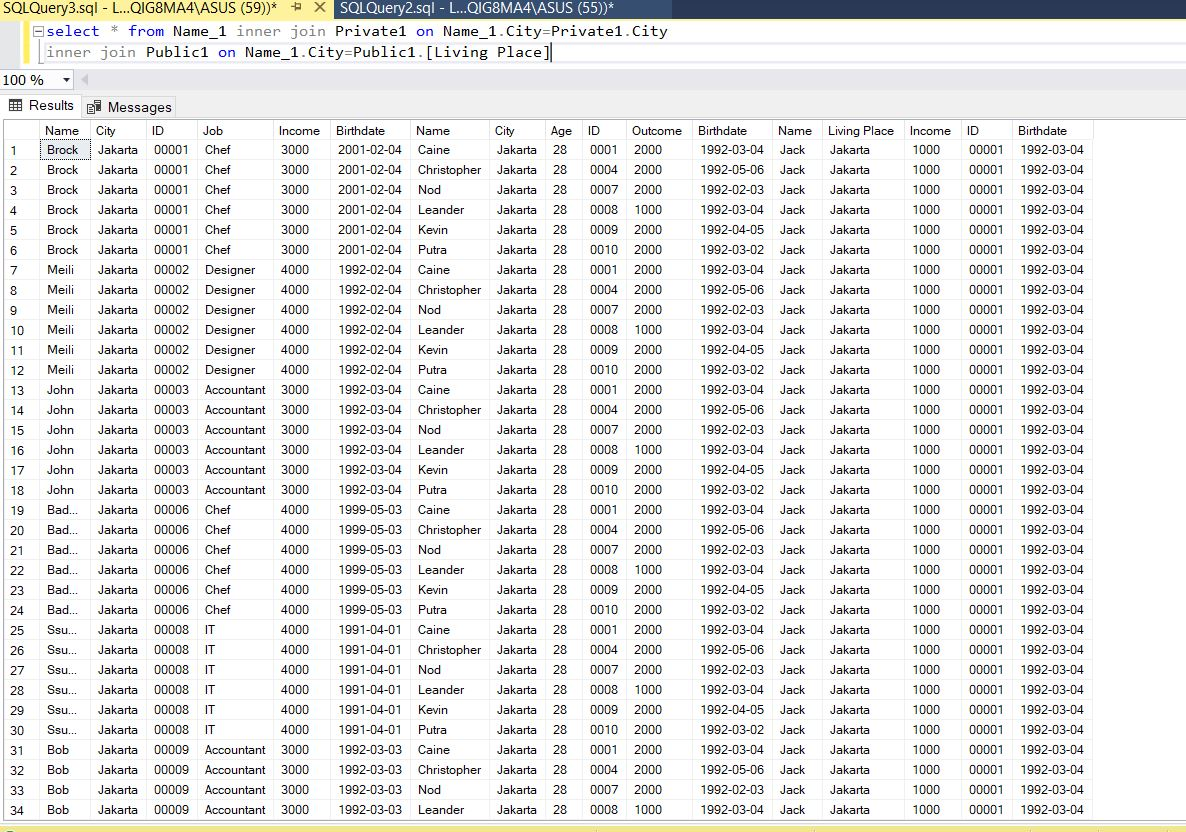 SQLQuery3.sql - L...QIG8MA4\ASUS (59))* SQLQuery2.sql - L...QIG8MA4\ASUS (55))*
select * from Name_1 inner join Private1 on Name_1.City=Private1.City
inner join Public1 on Name_1.City=Public1.[Living Place]
100 %
Results Messages
Name City ID Job Income Birthdate Name City Age ID Outcome Birthdate Name Living Place Income ID Birthdate
1 Brock Jakarta 00001 Chef 3000 2001-02-04 Caine Jakarta 28 0001 2000 1992-03-04 Jack Jakarta 1000 00001 1992-03-04
2 Brock Jakarta 00001 Chef 3000 2001-02-04 Christopher Jakarta 28 0004 2000 1992-05-06 Jack Jakarta 1000 00001 1992-03-04
3 Brock Jakarta 00001 Chef 3000 2001-02-04 Nod Jakarta 28 0007 2000 1992-02-03 Jack Jakarta 1000 00001 1992-03-04
4 Brock Jakarta 00001 Chef 3000 2001-02-04 Leander Jakarta 28 0008 1000 1992-03-04 Jack Jakarta 1000 00001 1992-03-04
5 Brock Jakarta 00001 Chef 3000 2001-02-04 Kevin Jakarta 28 0009 2000 1992-04-05 Jack Jakarta 1000 00001 1992-03-04
6 Brock Jakarta 00001 Chef 3000 2001-02-04 Putra Jakarta 28 0010 2000 1992-03-02 Jack Jakarta 1000 00001 1992-03-04
7 Meili Jakarta 00002 Designer 4000 1992-02-04 Caine Jakarta 28 0001 2000 1992-03-04 Jack Jakarta 1000 00001 1992-03-04
8 Meili Jakarta 00002 Designer 4000 1992-02-04 Christopher Jakarta 28 0004 2000 1992-05-06 Jack Jakarta 1000 00001 1992-03-04
9 Meili Jakarta 00002 Designer 4000 1992-02-04 Nod Jakarta 28 0007 2000 1992-02-03 Jack Jakarta 1000 00001 1992-03-04
10 Meili Jakarta 00002 Designer 4000 1992-02-04 Leander Jakarta 28 0008 1000 1992-03-04 Jack Jakarta 1000 00001 1992-03-04
11 Meili Jakarta 00002 Designer 4000 1992-02-04 Kevin Jakarta 28 0009 2000 1992-04-05 Jack Jakarta 1000 00001 1992-03-04
12 Meili Jakarta 00002 Designer 4000 1992-02-04 Putra Jakarta 28 0010 2000 1992-03-02 Jack Jakarta 1000 00001 1992-03-04
13 John Jakarta 00003 Accountant 3000 1992-03-04 Caine Jakarta 28 0001 2000 1992-03-04 Jack Jakarta 1000 00001 1992-03-04
14 John Jakarta 00003 Accountant 3000 1992-03-04 Christopher Jakarta 28 0004 2000 1992-05-06 Jack Jakarta 1000 00001 1992-03-04
15 John Jakarta 00003 Accountant 3000 1992-03-04 Nod Jakarta 28 0007 2000 1992-02-03 Jack Jakarta 1000 00001 1992-03-04
16 John Jakarta 00003 Accountant 3000 1992-03-04 Leander Jakarta 28 0008 1000 1992-03-04 Jack Jakarta 1000 00001 1992-03-04
17 John Jakarta 00003 Accountant 3000 1992-03-04 Kevin Jakarta 28 0009 2000 1992-04-05 Jack Jakarta 1000 00001 1992-03-04
18 John Jakarta 00003 Accountant 3000 1992-03-04 Putra Jakarta 28 0010 2000 1992-03-02 Jack Jakarta 1000 00001 1992-03-04
19 Bad... Jakarta 00006 Chef 4000 1999-05-03 Caine Jakarta 28 0001 2000 1992-03-04 Jack Jakarta 1000 00001 1992-03-04
20 Bad... Jakarta 00006 Chef 4000 1999-05-03 Christopher Jakarta 28 0004 2000 1992-05-06 Jack Jakarta 1000 00001 1992-03-04
21 Bad... Jakarta 00006 Chef 4000 1999-05-03 Nod Jakarta 28 0007 2000 1992-02-03 Jack Jakarta 1000 00001 1992-03-04
22 Bad... Jakarta 00006 Chef 4000 1999-05-03 Leander Jakarta 28 0008 1000 1992-03-04 Jack Jakarta 1000 00001 1992-03-04
23 Bad... Jakarta 00006 Chef 4000 1999-05-03 Kevin Jakarta 28 0009 2000 1992-04-05 Jack Jakarta 1000 00001 1992-03-04
24 Bad... Jakarta 00006 Chef 4000 1999-05-03 Putra Jakarta 28 0010 2000 1992-03-02 Jack Jakarta 1000 00001 1992-03-04
25 Ssu... Jakarta 00008 IT 4000 1991-04-01 Caine Jakarta 28 0001 2000 1992-03-04 Jack Jakarta 1000 00001 1992-03-04
26 Ssu... Jakarta 00008 IT 4000 1991-04-01 Christopher Jakarta 28 0004 2000 1992-05-06 Jack Jakarta 1000 00001 1992-03-04
27 Ssu... Jakarta 00008 IT 4000 1991-04-01 Nod Jakarta 28 0007 2000 1992-02-03 Jack Jakarta 1000 00001 1992-03-04
28 Ssu... Jakarta 00008 IT 4000 1991-04-01 Leander Jakarta 28 0008 1000 1992-03-04 Jack Jakarta 1000 00001 1992-03-04
29 Ssu... Jakarta 00008 IT 4000 1991-04-01 Kevin Jakarta 28 0009 2000 1992-04-05 Jack Jakarta 1000 00001 1992-03-04
30 Ssu... Jakarta 00008 IT 4000 1991-04-01 Putra Jakarta 28 0010 2000 1992-03-02 Jack Jakarta 1000 00001 1992-03-04
31 Bob Jakarta 00009 Accountant 3000 1992-03-03 Caine Jakarta 28 0001 2000 1992-03-04 Jack Jakarta 1000 00001 1992-03-04
32 Bob Jakarta 00009 Accountant 3000 1992-03-03 Christopher Jakarta 28 0004 2000 1992-05-06 Jack Jakarta 1000 00001 1992-03-04
33 Bob Jakarta 00009 Accountant 3000 1992-03-03 Nod Jakarta 28 0007 2000 1992-02-03 Jack Jakarta 1000 00001 1992-03-04
34 Bob Jakarta 00009 Accountant 3000 1992-03-03 Leander Jakarta 28 0008 1000 1992-03-04 Jack Jakarta 1000 00001 1992-03-04